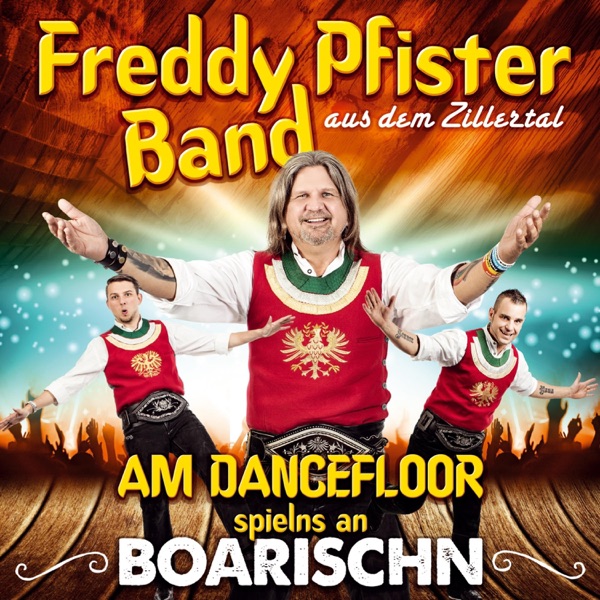 Freddy Pfister
Band aus dem Zillertal
AM DANCEFLOOR
spielns an
BOARISCHN